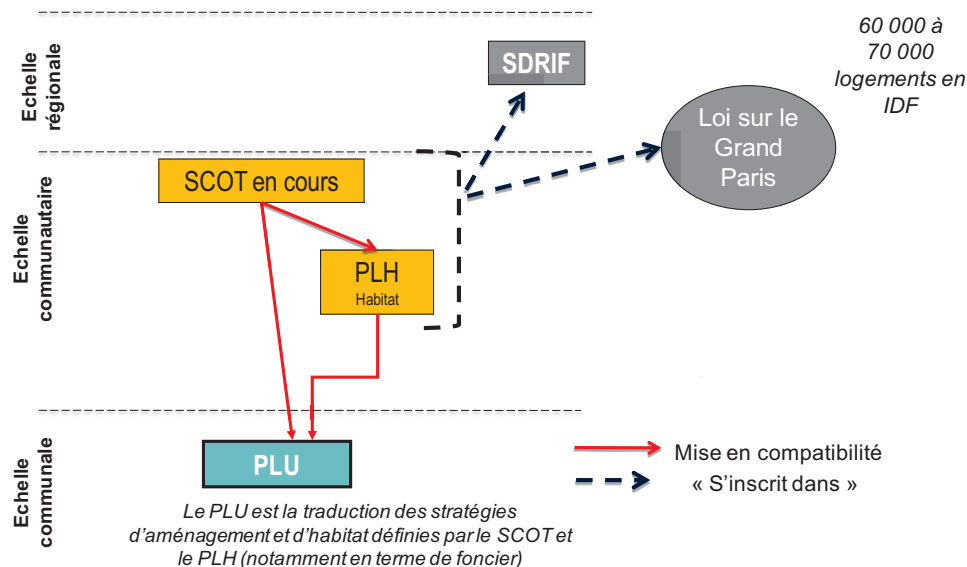 60 000 à
70 000
logements en
IDF
Echelle
régionale
SDRIF
Loi sur le
Grand
Paris
Echelle
communautaire
SCOT en cours
PLH
Habitat
Echelle
communale
PLU
Mise en compatibilité
« S’inscrit dans »
Le PLU est la traduction des stratégies
d’aménagement et d’habitat définies par le SCOT et
le PLH (notamment en terme de foncier)